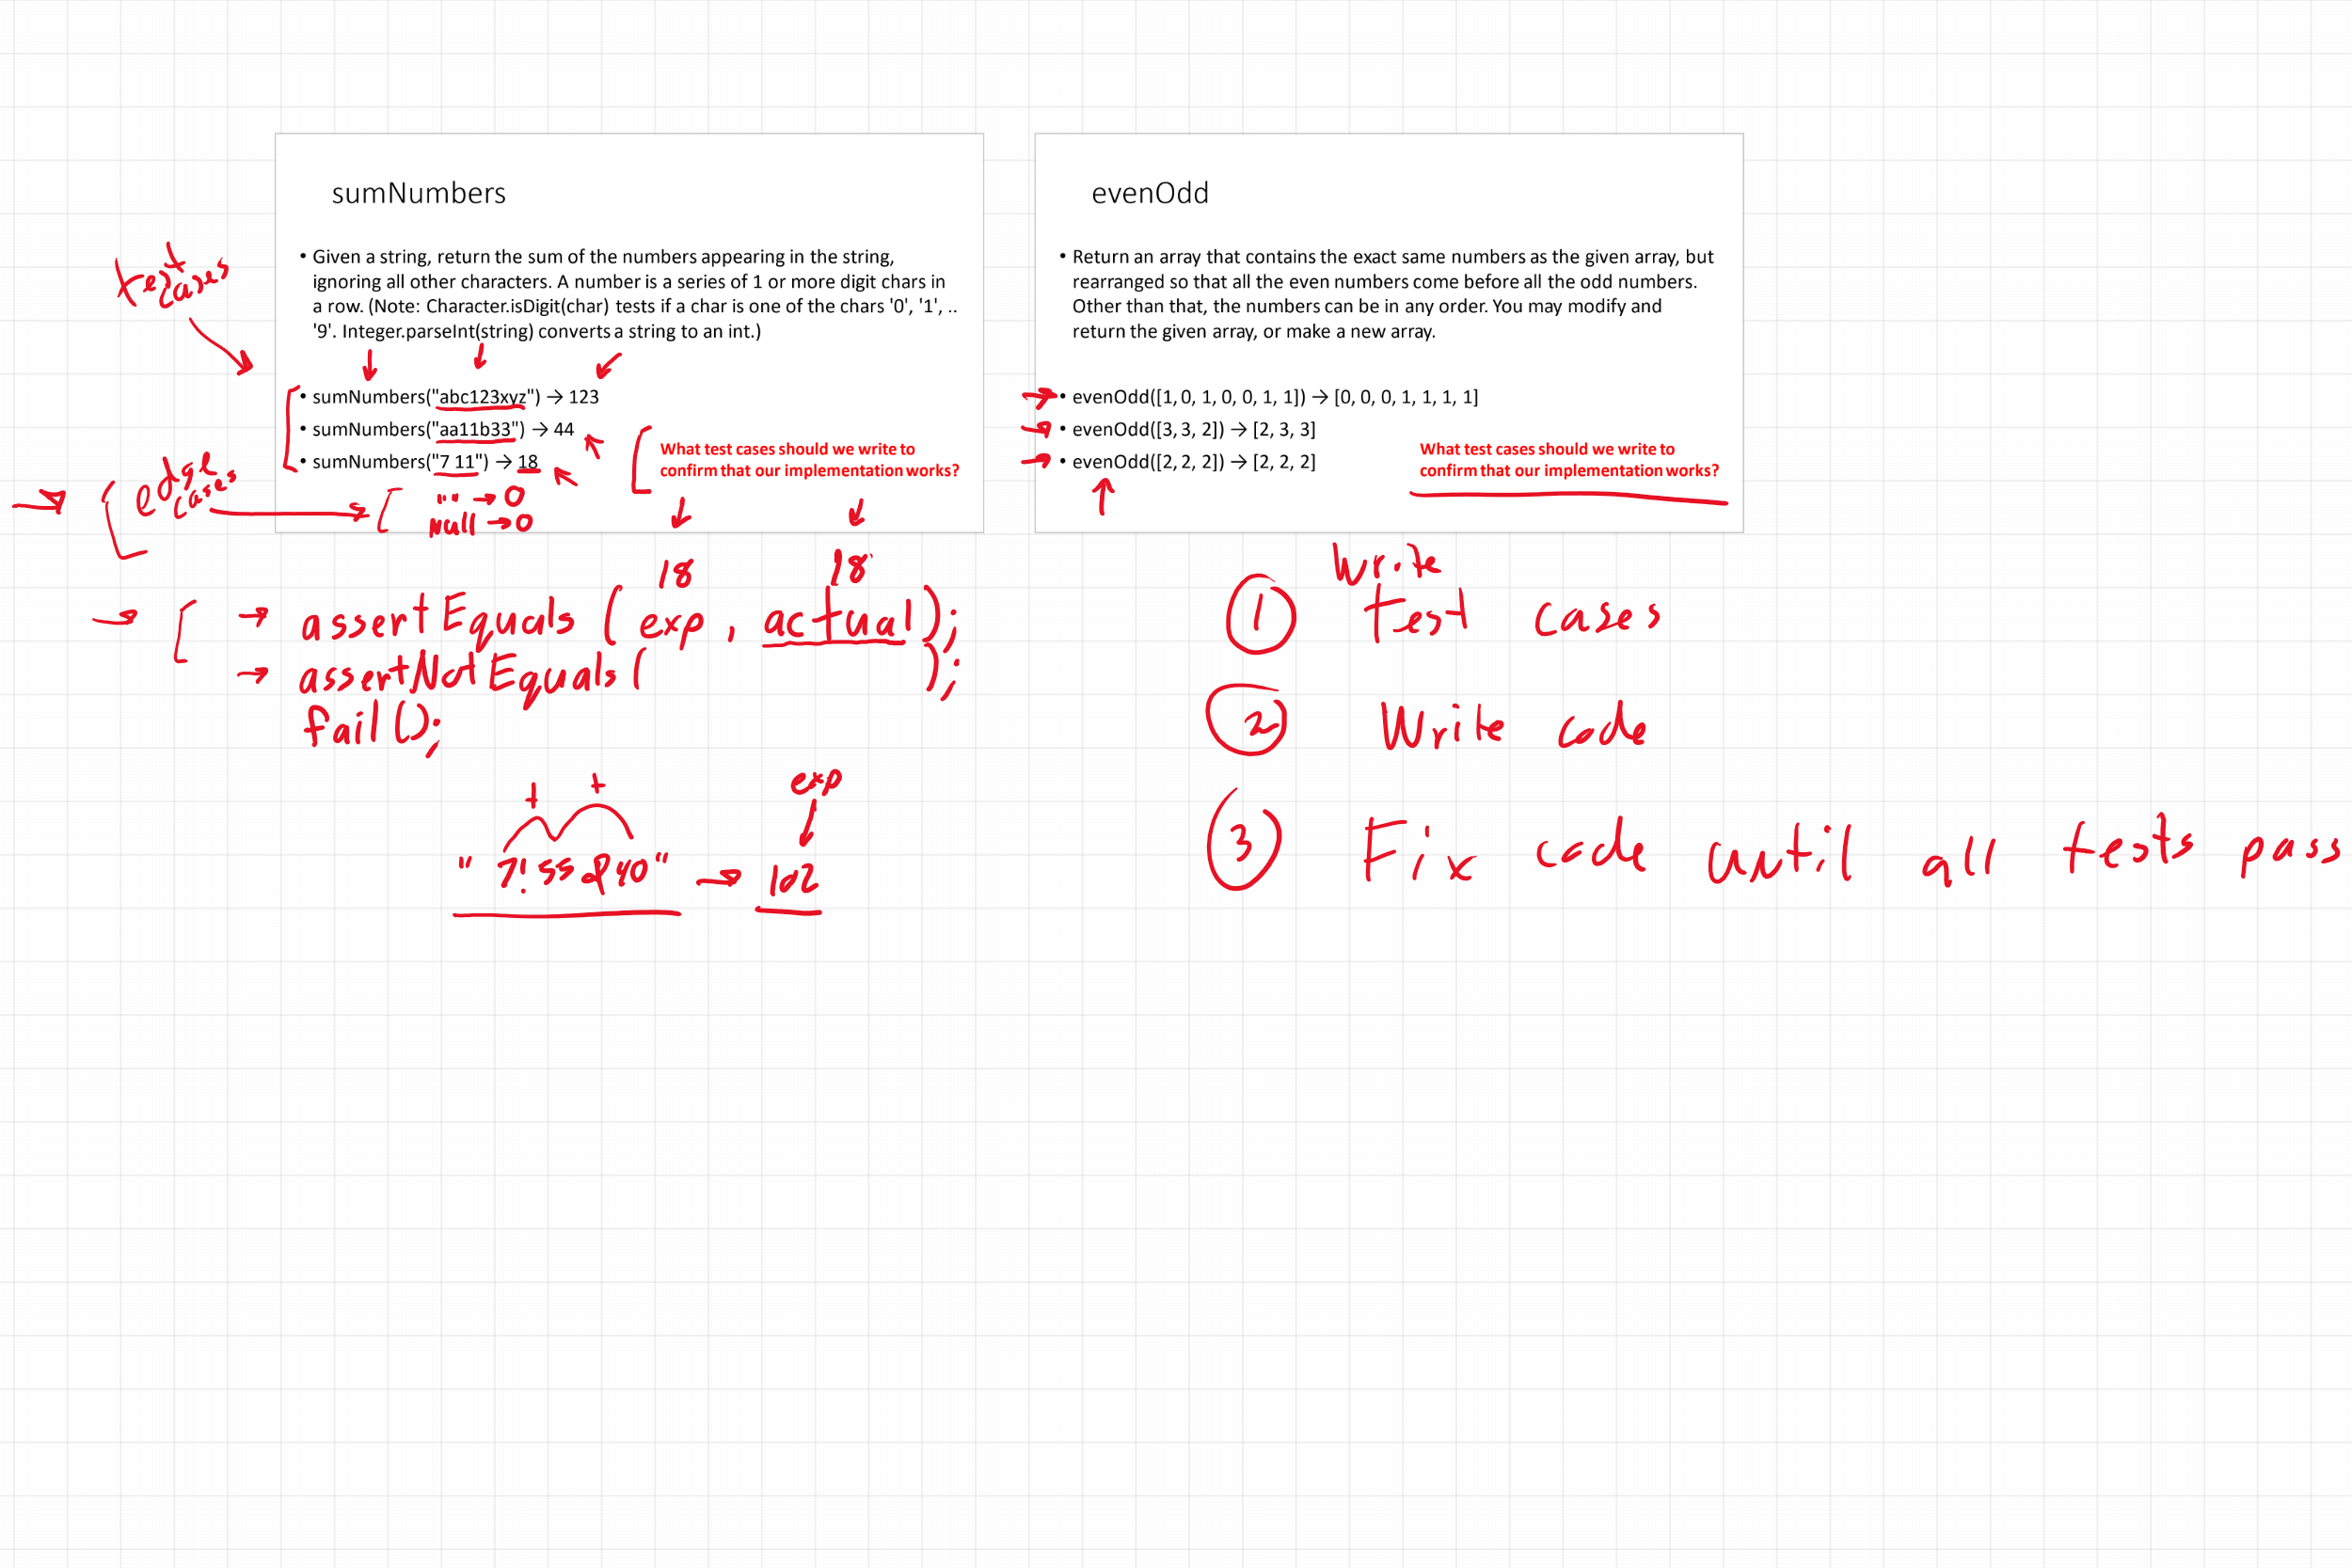 sumNumbers
• Given a string, return the sum of the numbers appearing in the string,
ignoring all other characters. A number is a series of 1 or more digit chars in
a row. (Note: Character.isDigit(char) tests if a char is one of the chars '0', '1', ..
'9'. Integer.parseInt(string) converts a string to an int.)
• sumNumbers("abc123xyz") → 123
• sumNumbers("aa11b33") → 44
• sumNumbers("7 11") → 18
What test cases should we write to
confirm that our implementation works?
test
cases
edge
cases
"" → 0
Null → 0
18 18
→ assertEquals ( exp , actual );
→ assertNotEquals( );
fail();
+ +
exp
" 7! 55 &40" → 102
evenOdd
• Return an array that contains the exact same numbers as the given array, but
rearranged so that all the even numbers come before all the odd numbers.
Other than that, the numbers can be in any order. You may modify and
return the given array, or make a new array.
• evenOdd([1, 0, 1, 0, 0, 1, 1]) → [0, 0, 0, 1, 1, 1, 1]
• evenOdd([3, 3, 2]) → [2, 3, 3]
• evenOdd([2, 2, 2]) → [2, 2, 2]
What test cases should we write to
confirm that our implementation works?
Write
1 test cases
2 Write code
3 Fix code until all tests pass